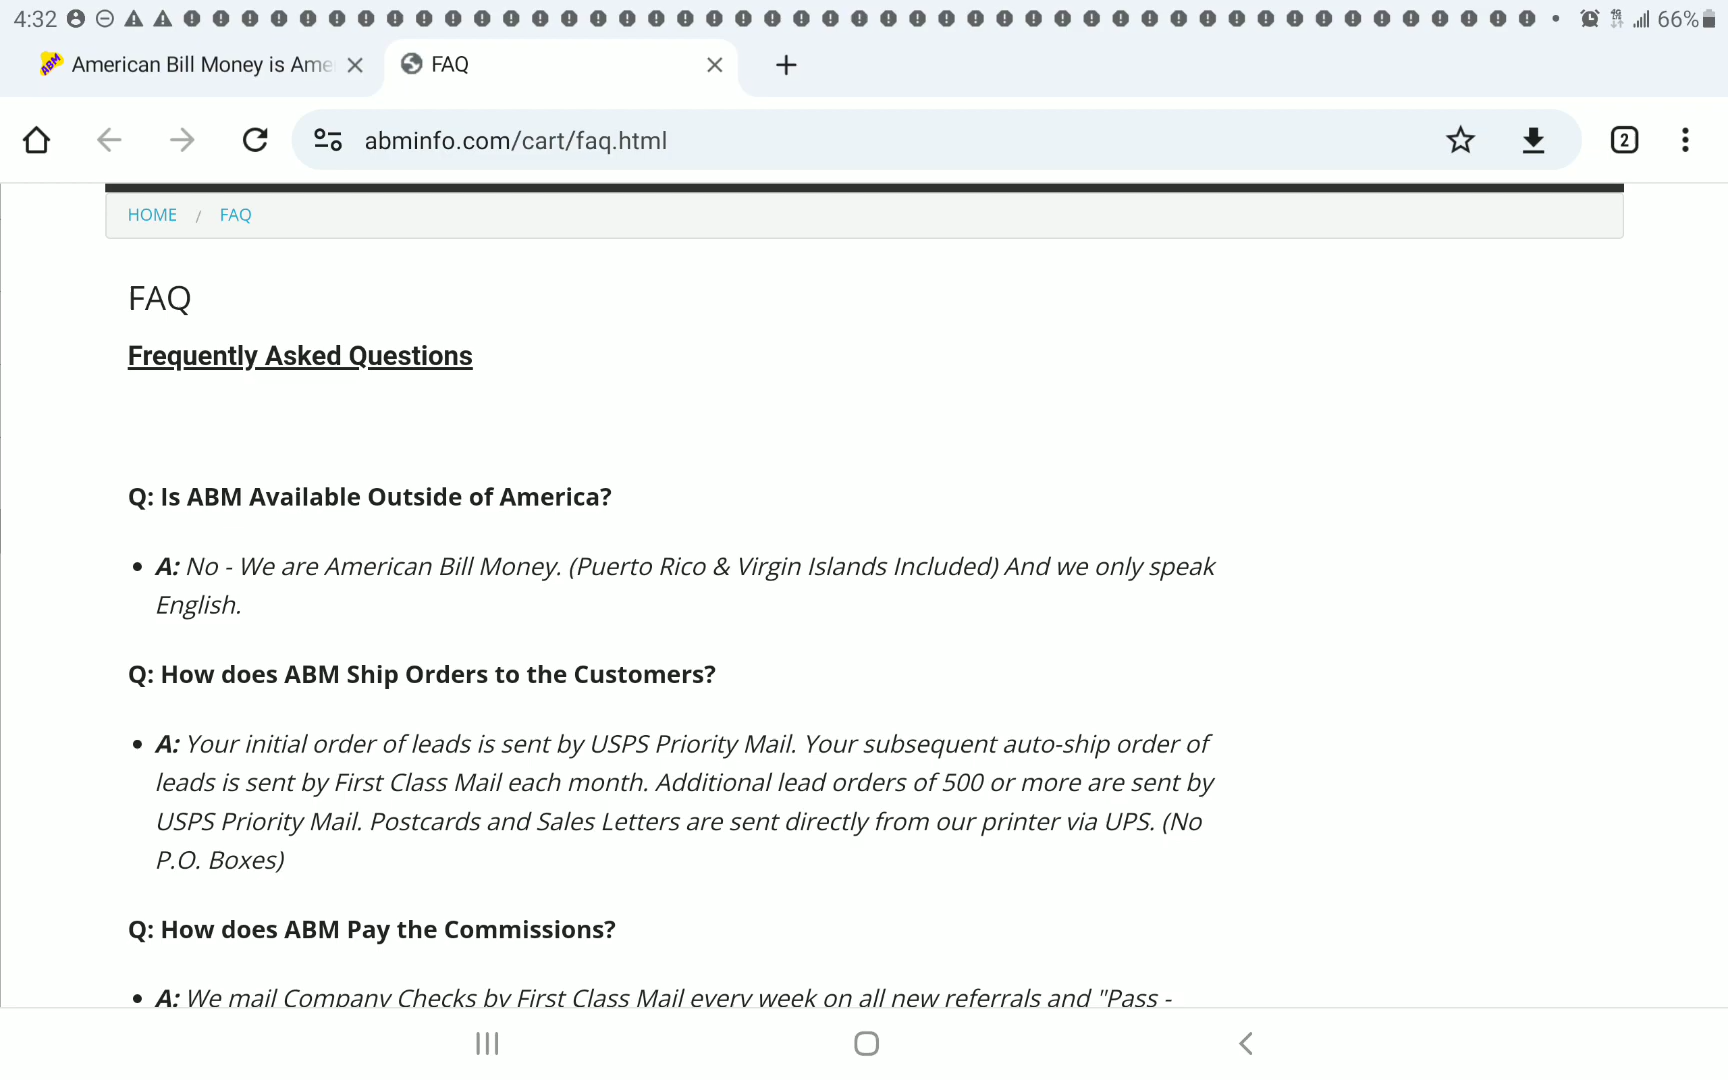 4:32
66%
American Bill Money is Ame
FAQ
abminfo.com/cart/faq.html
2
HOME / FAQ
FAQ
Frequently Asked Questions
Q: Is ABM Available Outside of America?
A: No - We are American Bill Money. (Puerto Rico & Virgin Islands Included) And we only speak
English.
Q: How does ABM Ship Orders to the Customers?
A: Your initial order of leads is sent by USPS Priority Mail. Your subsequent auto-ship order of
leads is sent by First Class Mail each month. Additional lead orders of 500 or more are sent by
USPS Priority Mail. Postcards and Sales Letters are sent directly from our printer via UPS. (No
P.O. Boxes)
Q: How does ABM Pay the Commissions?
A: We mail Company Checks by First Class Mail every week on all new referrals and "Pass -